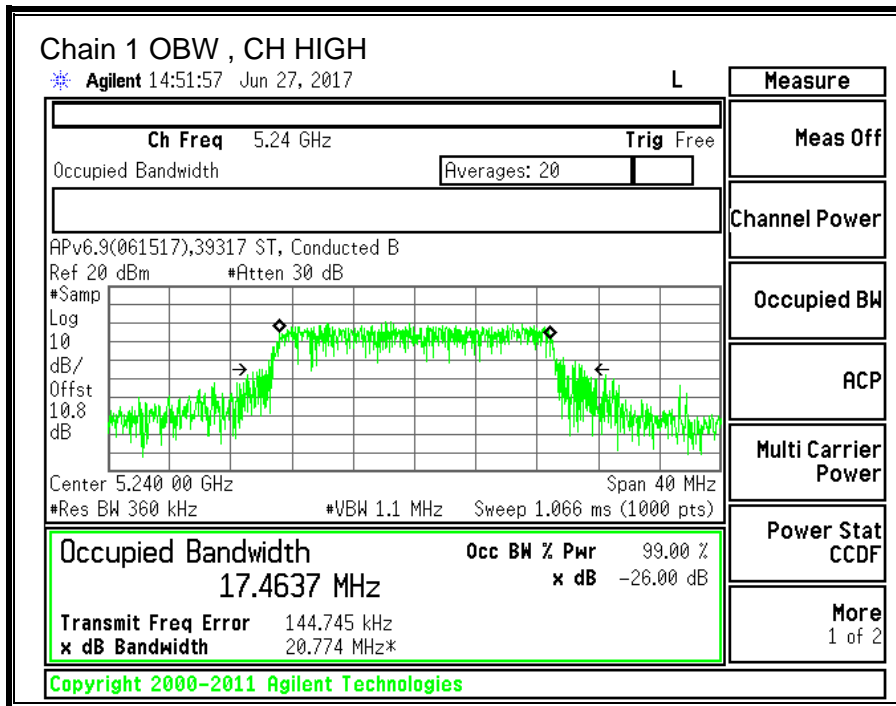 Chain 1 OBW , CH HIGH
Agilent 14:51:57 Jun 27, 2017 L
Ch Freq 5.24 GHz Trig Free
Occupied Bandwidth Averages: 20
APv6.9(061517),39317 ST, Conducted B
Ref 20 dBm #Atten 30 dB
#Samp
Log
10
dB/
Offst
10.8
dB
Center 5.240 00 GHz Span 40 MHz
#Res BW 360 kHz #VBW 1.1 MHz Sweep 1.066 ms (1000 pts)
Occupied Bandwidth Occ BW % Pwr 99.00 %
17.4637 MHz x dB -26.00 dB
Transmit Freq Error 144.745 kHz
x dB Bandwidth 20.774 MHz*
Copyright 2000-2011 Agilent Technologies
Measure
Meas Off
Channel Power
Occupied BW
ACP
Multi Carrier
Power
Power Stat
CCDF
More
1 of 2